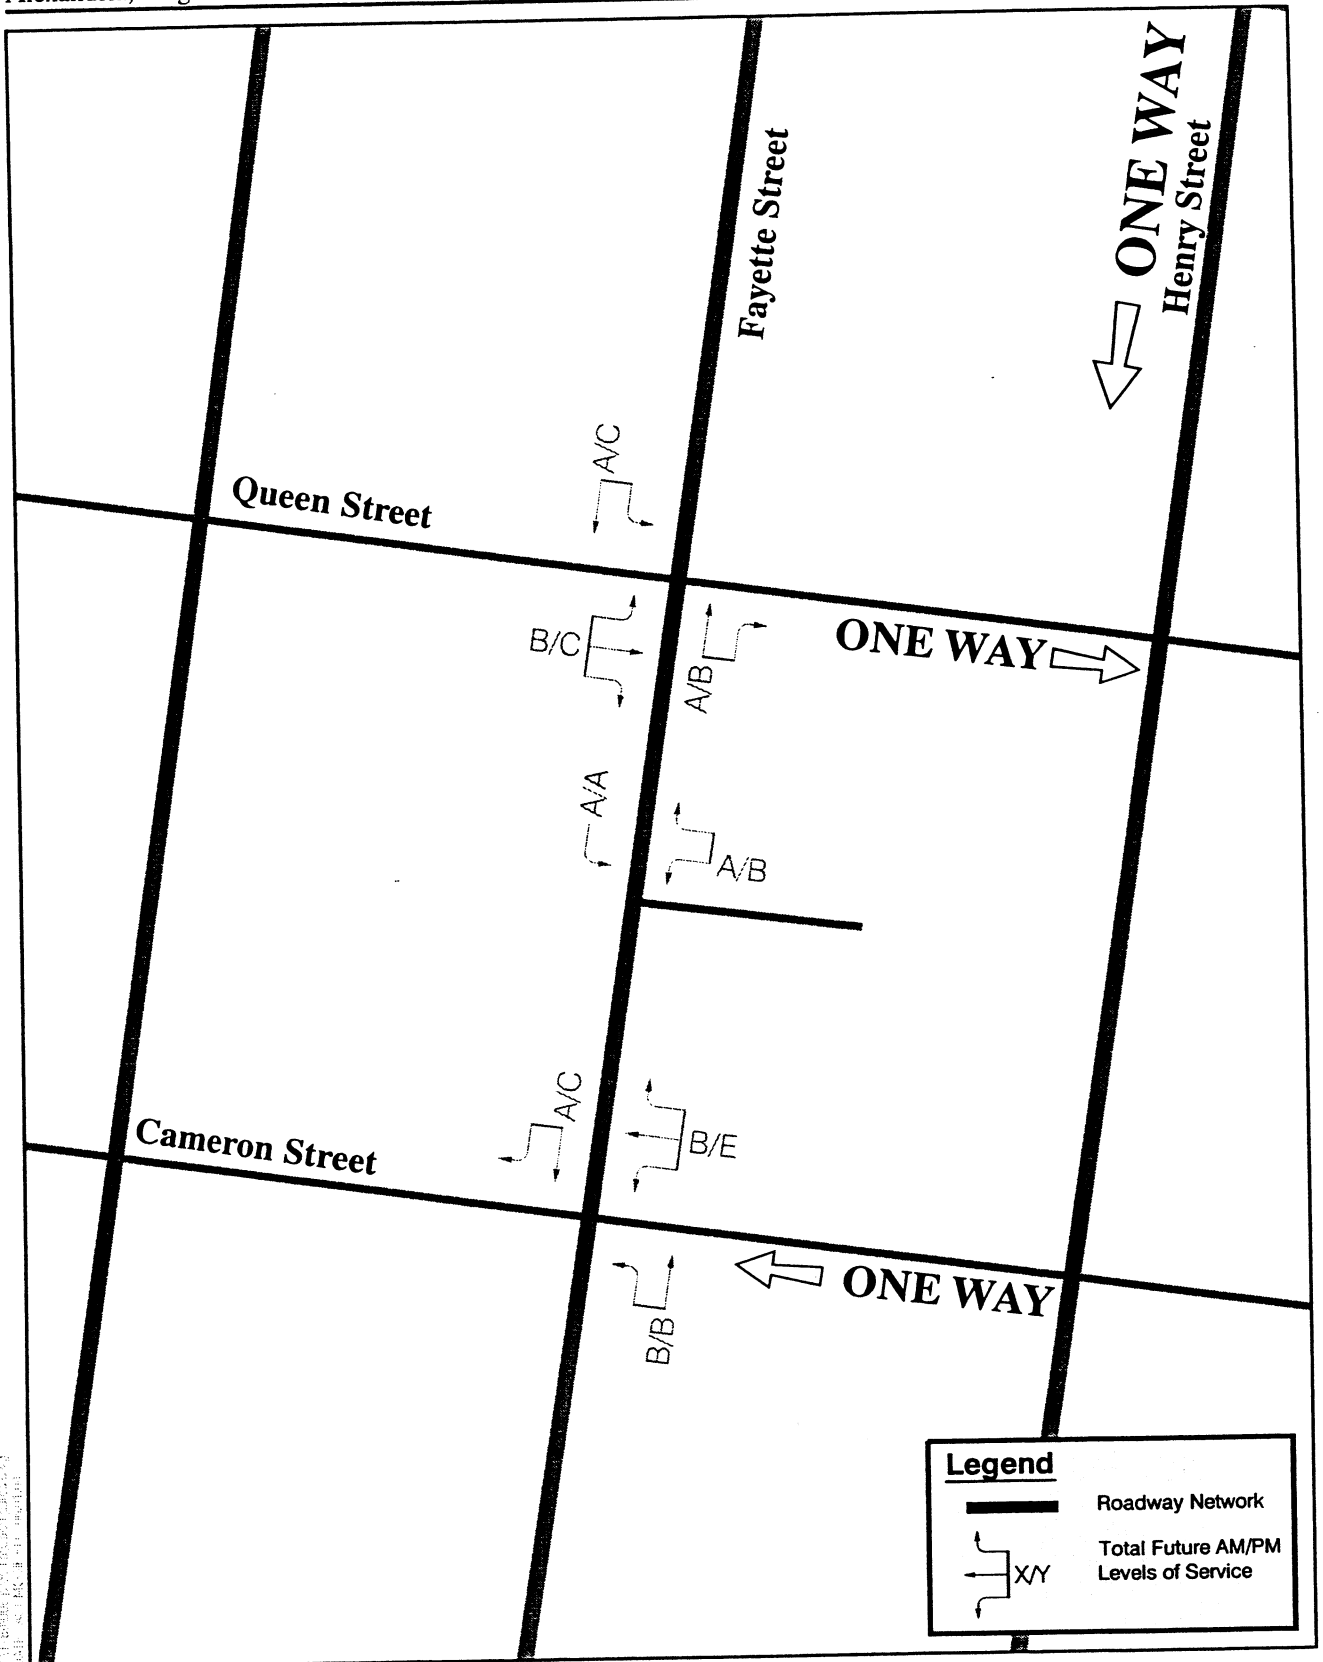 ONE WAY
Henry Street
Fayette Street
A/C
Queen Street
B/C
A/B
ONE WAY
A/A
A/B
A/C
B/E
Cameron Street
ONE WAY
B/B
Legend
Roadway Network
X/Y
Total Future AM/PM
Levels of Service